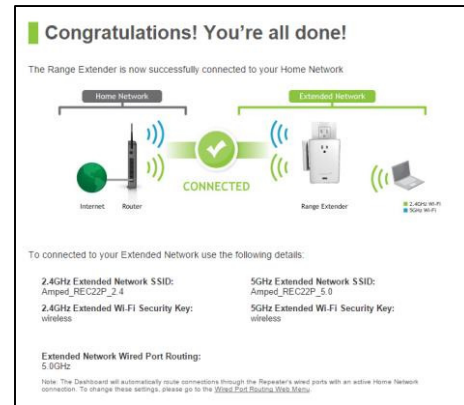 Congratulations! You're all done!
The Range Extender is now successfully connected to your Home Network
Home Network
Extended Network
CONNECTED
Internet
Router
Range Extender
2.4GHz Wi-Fi
5GHz Wi-Fi
To connected to your Extended Network use the following details:
2.4GHz Extended Network SSID:
Amped_REC22P_2.4
5GHz Extended Network SSID:
Amped_REC22P_5.0
2.4GHz Extended Wi-Fi Security Key:
wireless
5GHz Extended Wi-Fi Security Key:
wireless
Extended Network Wired Port Routing:
5.0GHz
Note: The Dashboard will automatically route connections through the Repeater's wired ports with an active Home Network
connection. To change these settings, please go to the Wired Port Routing Web Menu.